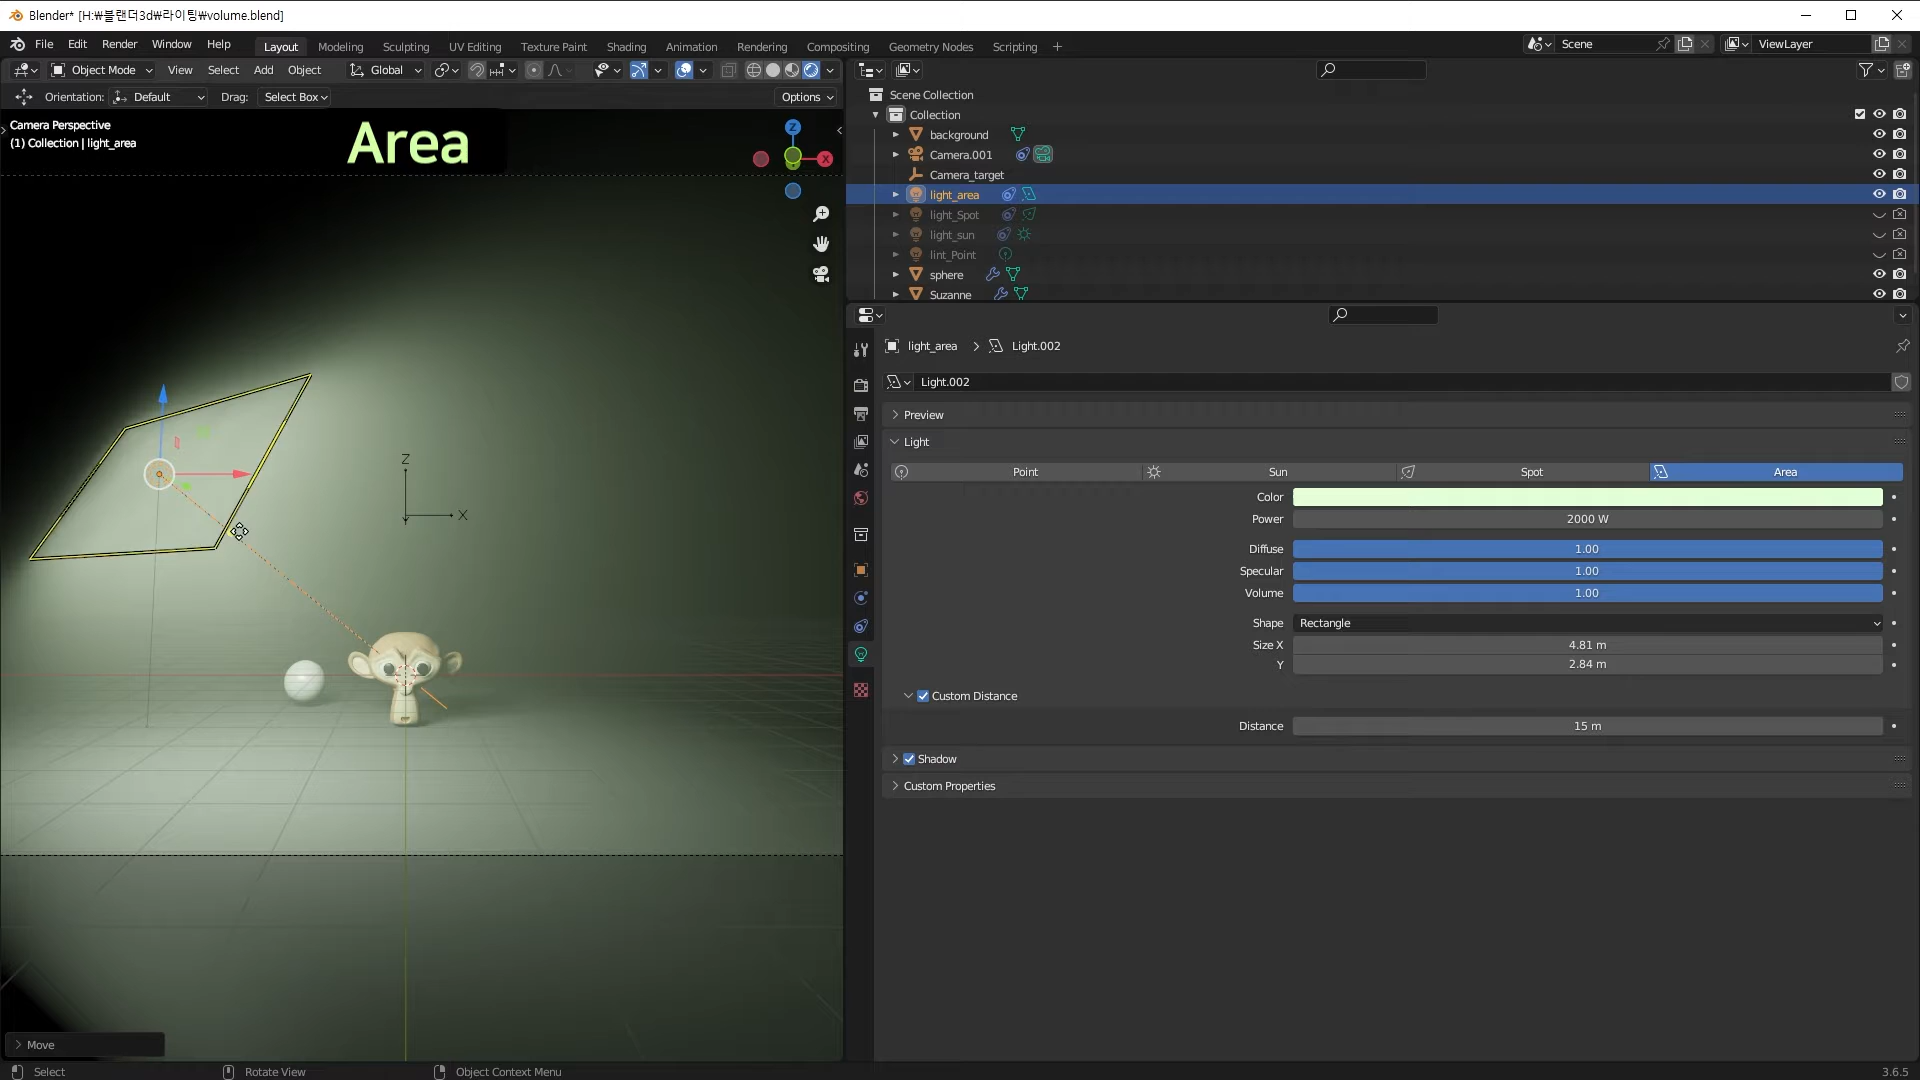 Blender* [H:₩블랜더3d₩라이팅₩volume.blend]
File Edit Render Window Help Layout Modeling Sculpting UV Editing Texture Paint Shading Animation Rendering Compositing Geometry Nodes Scripting + Scene ViewLayer
Object Mode View Select Add Object Global
Orientation: Default Drag: Select Box Options
Camera Perspective
(1) Collection | light_area
Area
Z
X
Z
X
Move
Scene Collection
Collection
background
Camera.001
Camera_target
light_area
light_Spot
light_sun
lint_Point
sphere
Suzanne
light_area > Light.002
Light.002
Preview
Light
Point Sun Spot Area
Color
Power 2000 W
Diffuse 1.00
Specular 1.00
Volume 1.00
Shape Rectangle
Size X 4.81 m
Y 2.84 m
Custom Distance
Distance 15 m
Shadow
Custom Properties
Select Rotate View Object Context Menu 3.6.5